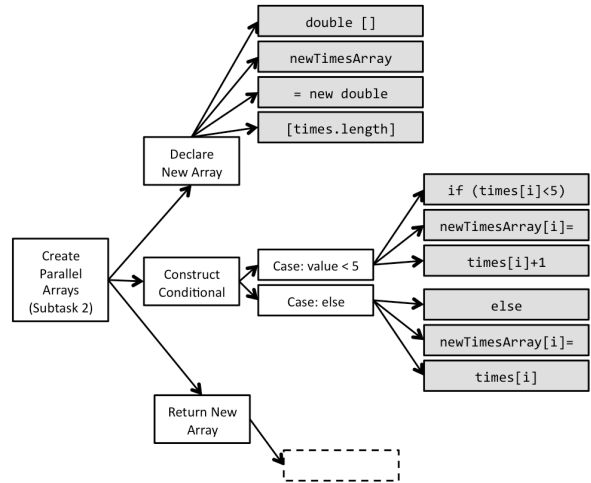 double []
newTimesArray
= new double
[times.length]
Declare
New Array
if (times[i]<5)
newTimesArray[i]=
times[i]+1
Create
Parallel
Arrays
(Subtask 2)
Construct
Conditional
Case: value < 5
Case: else
else
newTimesArray[i]=
times[i]
Return New
Array